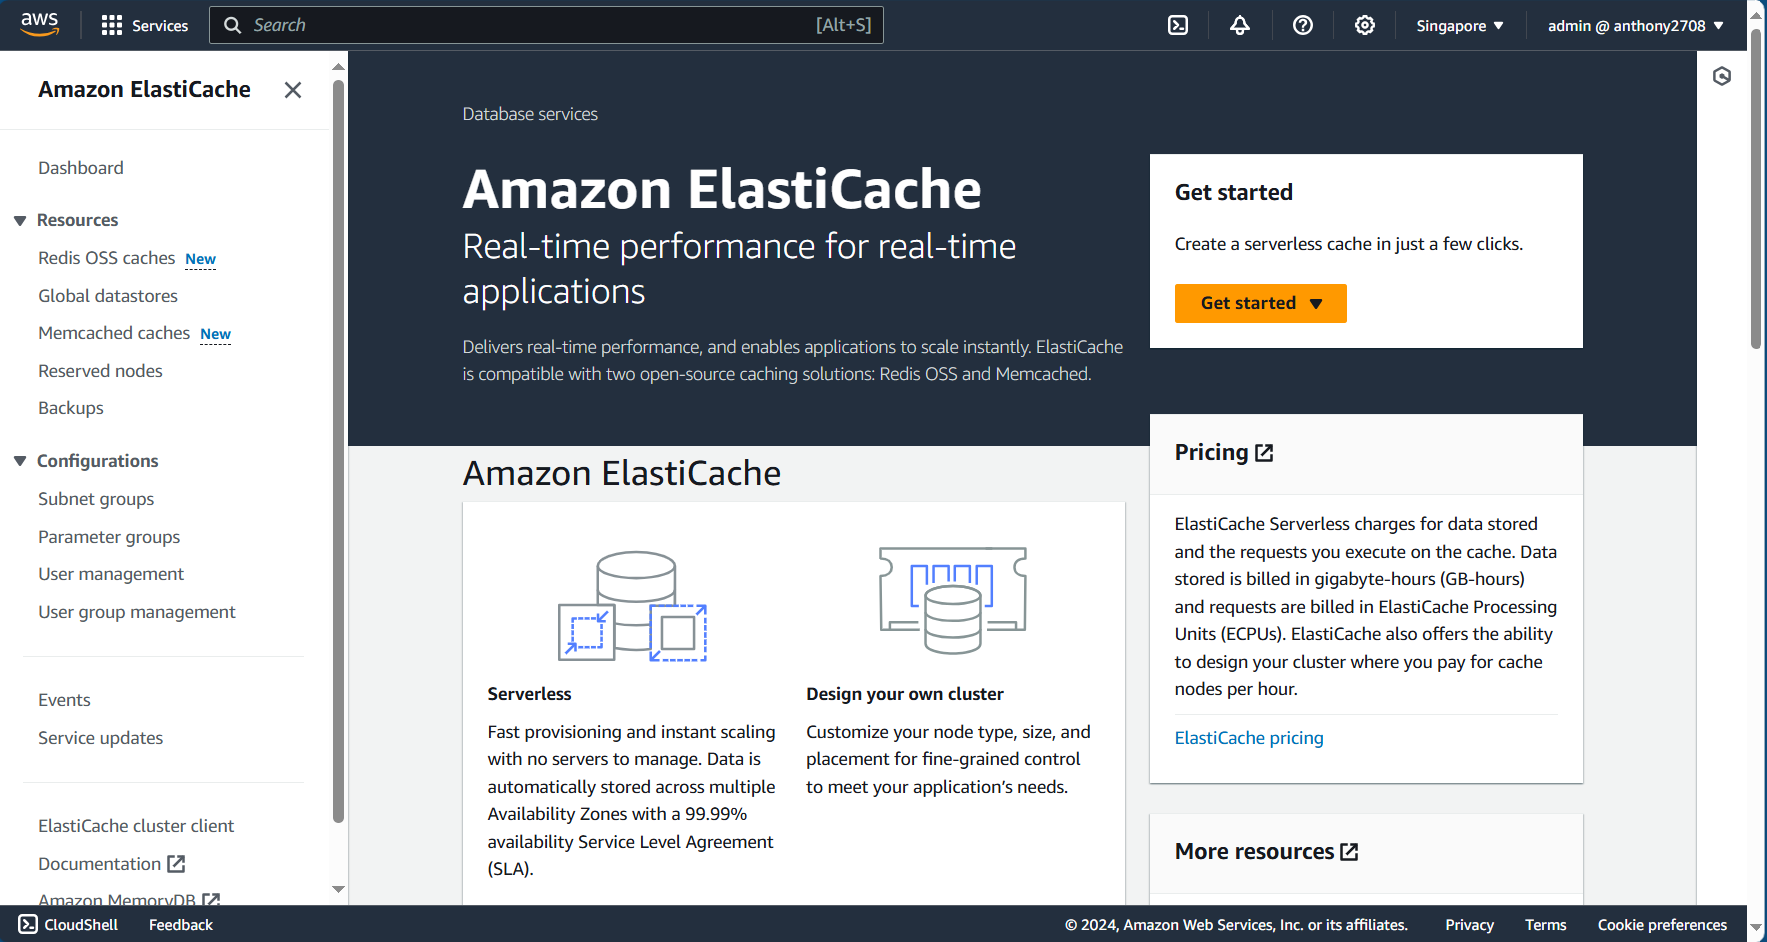 aws
Services
Search
[Alt+S]
Singapore
admin @ anthony2708
Amazon ElastiCache
Dashboard
Resources
Redis OSS caches New
Global datastores
Memcached caches New
Reserved nodes
Backups
Configurations
Subnet groups
Parameter groups
User management
User group management
Events
Service updates
ElastiCache cluster client
Documentation
Amazon MemoryDB
Database services
Amazon ElastiCache
Real-time performance for real-time
applications
Delivers real-time performance, and enables applications to scale instantly. ElastiCache
is compatible with two open-source caching solutions: Redis OSS and Memcached.
Get started
Create a serverless cache in just a few clicks.
Get started
Amazon ElastiCache
Serverless
Fast provisioning and instant scaling
with no servers to manage. Data is
automatically stored across multiple
Availability Zones with a 99.99%
availability Service Level Agreement
(SLA).
Design your own cluster
Customize your node type, size, and
placement for fine-grained control
to meet your application's needs.
Pricing
ElastiCache Serverless charges for data stored
and the requests you execute on the cache. Data
stored is billed in gigabyte-hours (GB-hours)
and requests are billed in ElastiCache Processing
Units (ECPUs). ElastiCache also offers the ability
to design your cluster where you pay for cache
nodes per hour.
ElastiCache pricing
More resources
CloudShell
Feedback
© 2024, Amazon Web Services, Inc. or its affiliates.
Privacy
Terms
Cookie preferences